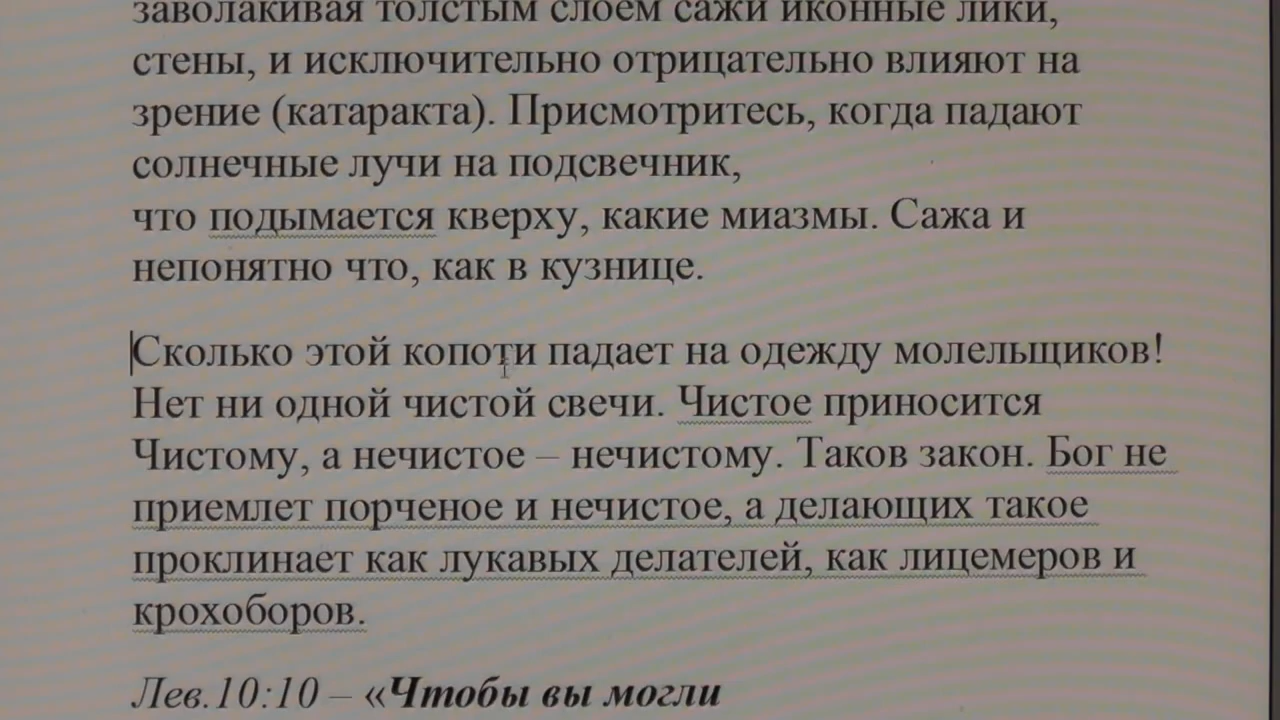 заволакивая толстым слоем сажи иконные лики,
стены, и исключительно отрицательно влияют на
зрение (катаракта). Присмотритесь, когда падают
солнечные лучи на подсвечник,
что подымается кверху, какие миазмы. Сажа и
непонятно что, как в кузнице.
Сколько этой копоти падает на одежду молельщиков!
Нет ни одной чистой свечи. Чистое приносится
Чистому, а нечистое – нечистому. Таков закон. Бог не
приемлет порченое и нечистое, а делающих такое
проклинает как лукавых делателей, как лицемеров и
крохоборов.
Лев.10:10 – «Чтобы вы могли